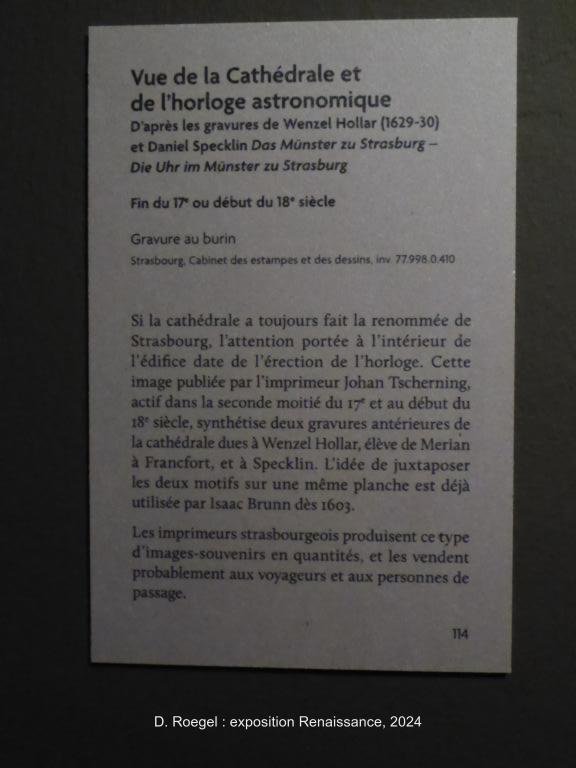 Vue de la Cathédrale et
de l'horloge astronomique
D'après les gravures de Wenzel Hollar (1629-30)
et Daniel Specklin Das Münster zu Strasburg –
Die Uhr im Münster zu Strasburg
Fin du 17e ou début du 18e siècle
Gravure au burin
Strasbourg, Cabinet des estampes et des dessins, inv. 77.998.0.410
Si la cathédrale a toujours fait la renommée de
Strasbourg, l'attention portée à l'intérieur de
l'édifice date de l'érection de l'horloge. Cette
image publiée par l'imprimeur Johan Tscherning,
actif dans la seconde moitié du 17e et au début du
18e siècle, synthétise deux gravures antérieures de
la cathédrale dues à Wenzel Hollar, élève de Merian
à Francfort, et à Specklin. L'idée de juxtaposer
les deux motifs sur une même planche est déjà
utilisée par Isaac Brunn dès 1603.
Les imprimeurs strasbourgeois produisent ce type
d'images-souvenirs en quantités, et les vendent
probablement aux voyageurs et aux personnes de
passage.
114
D. Roegel : exposition Renaissance, 2024